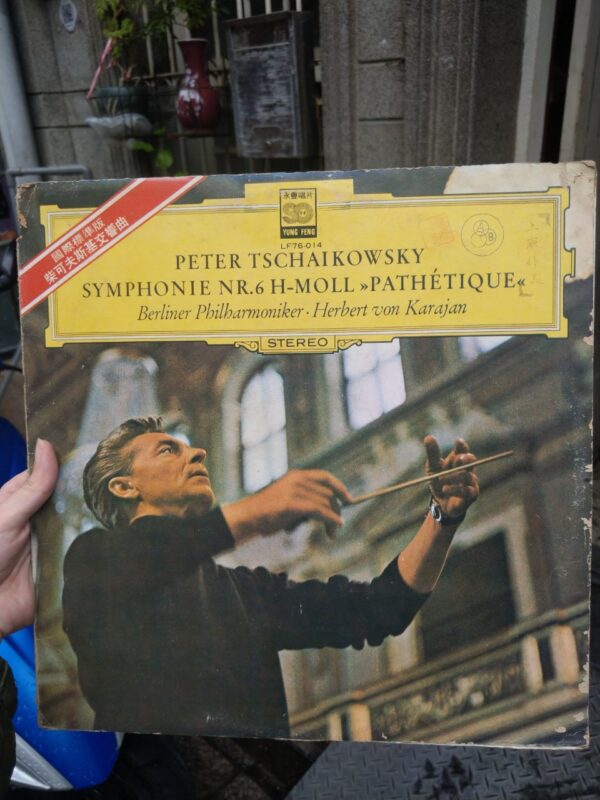 國際標準版
柴可夫斯基交響曲
永豐唱片
YUNG FENG
LF76-014
PETER TSCHAIKOWSKY
SYMPHONIE NR.6 H-MOLL »PATHÉTIQUE«
Berliner Philharmoniker · Herbert von Karajan
STEREO